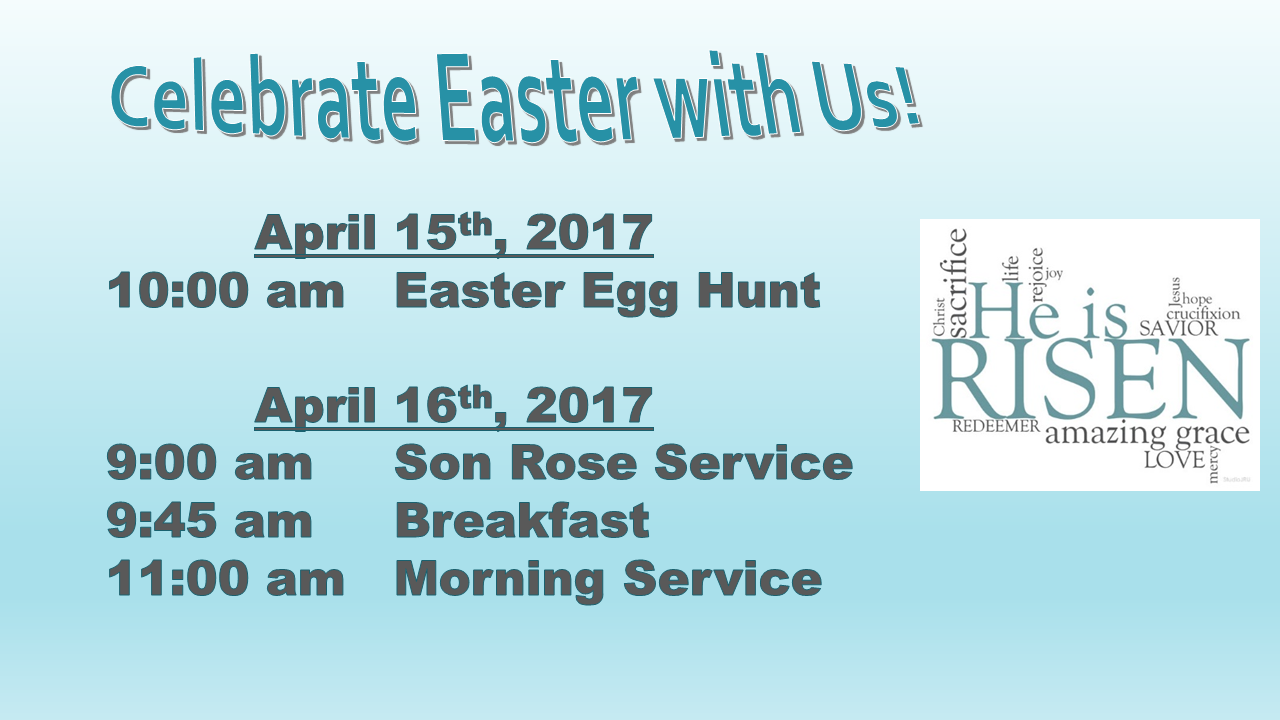 Celebrate Easter with Us!
April 15th, 2017
10:00 am Easter Egg Hunt
April 16th, 2017
9:00 am Son Rose Service
9:45 am Breakfast
11:00 am Morning Service
sacrifice
Christ
life
rejoice
joy
He is
Jesus
hope
crucifixion
SAVIOR
RISEN
REDEEMER
amazing grace
LOVE
mercy